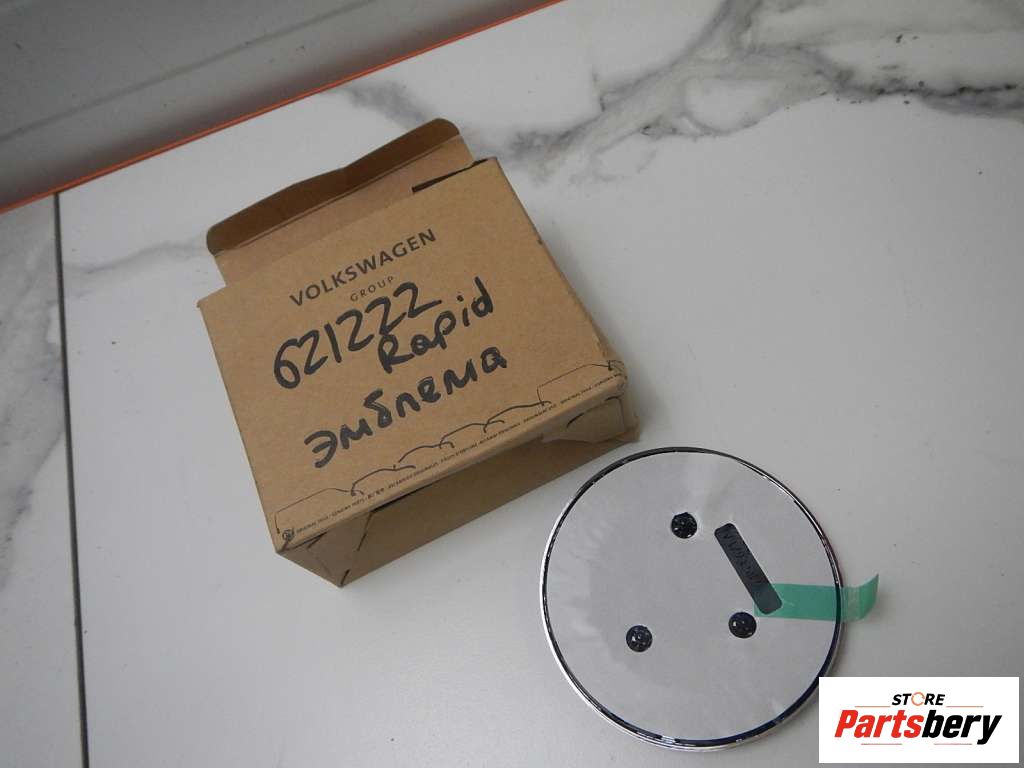 VOLKSWAGEN
GROUP
621222
Rapid
эмблема
STORE
Partsbery